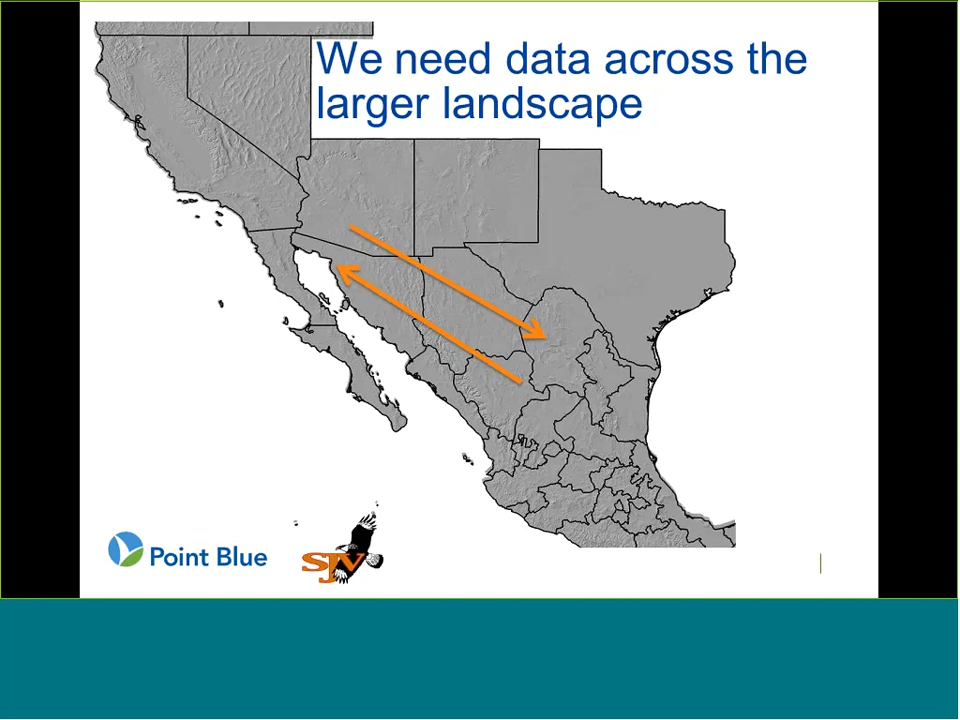 We need data across the
larger landscape
Point Blue
SJV